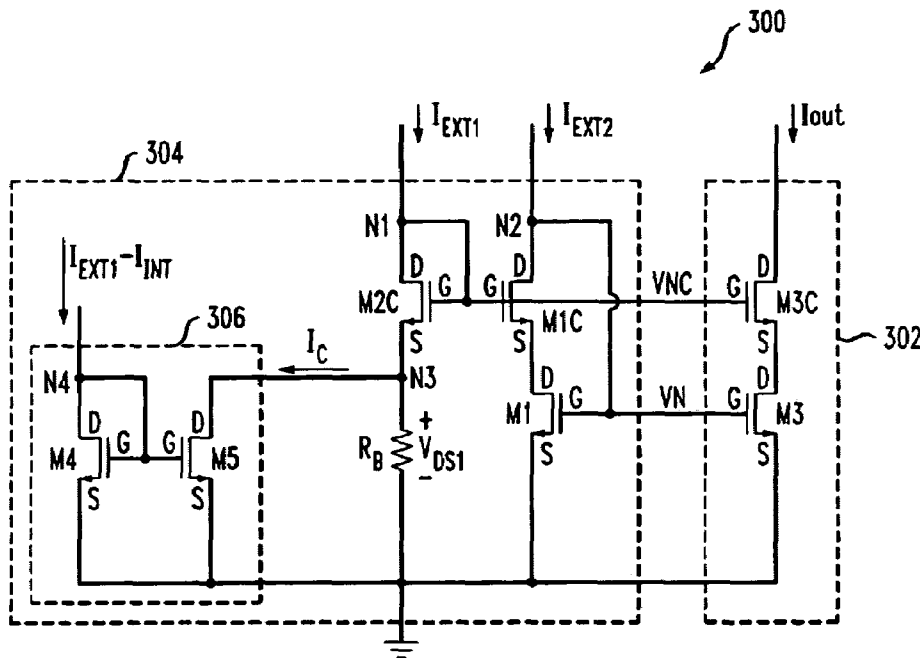 300
I_EXT1 I_EXT2 Iout
304
N1 N2
I_EXT1-I_INT
D D D
G G VNC G
M2C M1C M3C
306 S S S
302
I_C
N4 N3 D D
D D + M1 G VN G M3
G G R_B V_DS1
M4 M5 - S S
S S